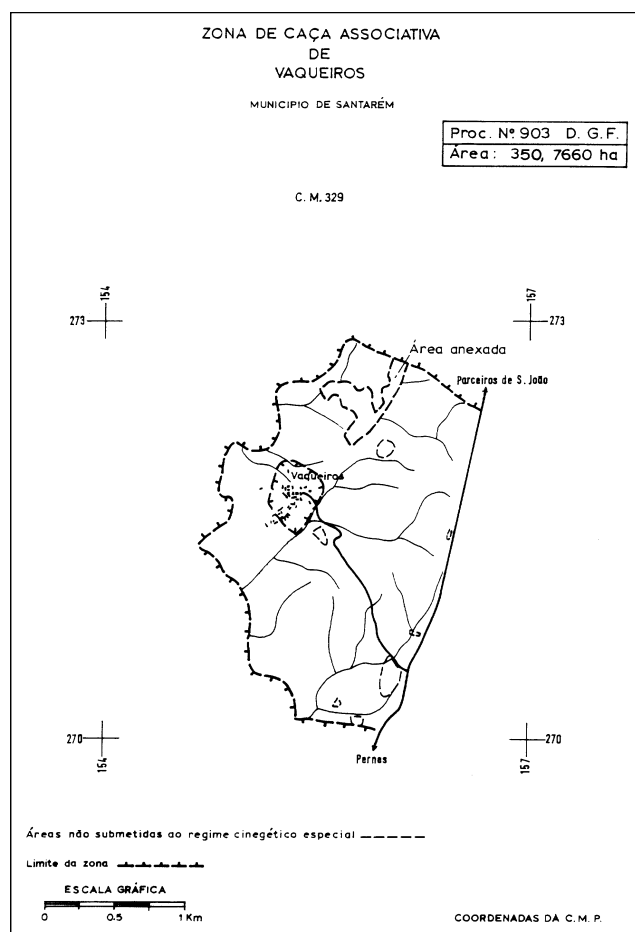 ZONA DE CAÇA ASSOCIATIVA
DE
VAQUEIROS
MUNICIPIO DE SANTARÉM
Proc. Nº 903 D. G. F.
Área: 350, 7660 ha
C. M. 329
154
157
273
273
Área anexada
Parceiros de S. João
Vaqueiros
270
270
154
157
Pernes
Áreas não submetidas ao regime cinegético especial
Limite da zona
ESCALA GRÁFICA
0 0.5 1 Km
COORDENADAS DA C. M. P.